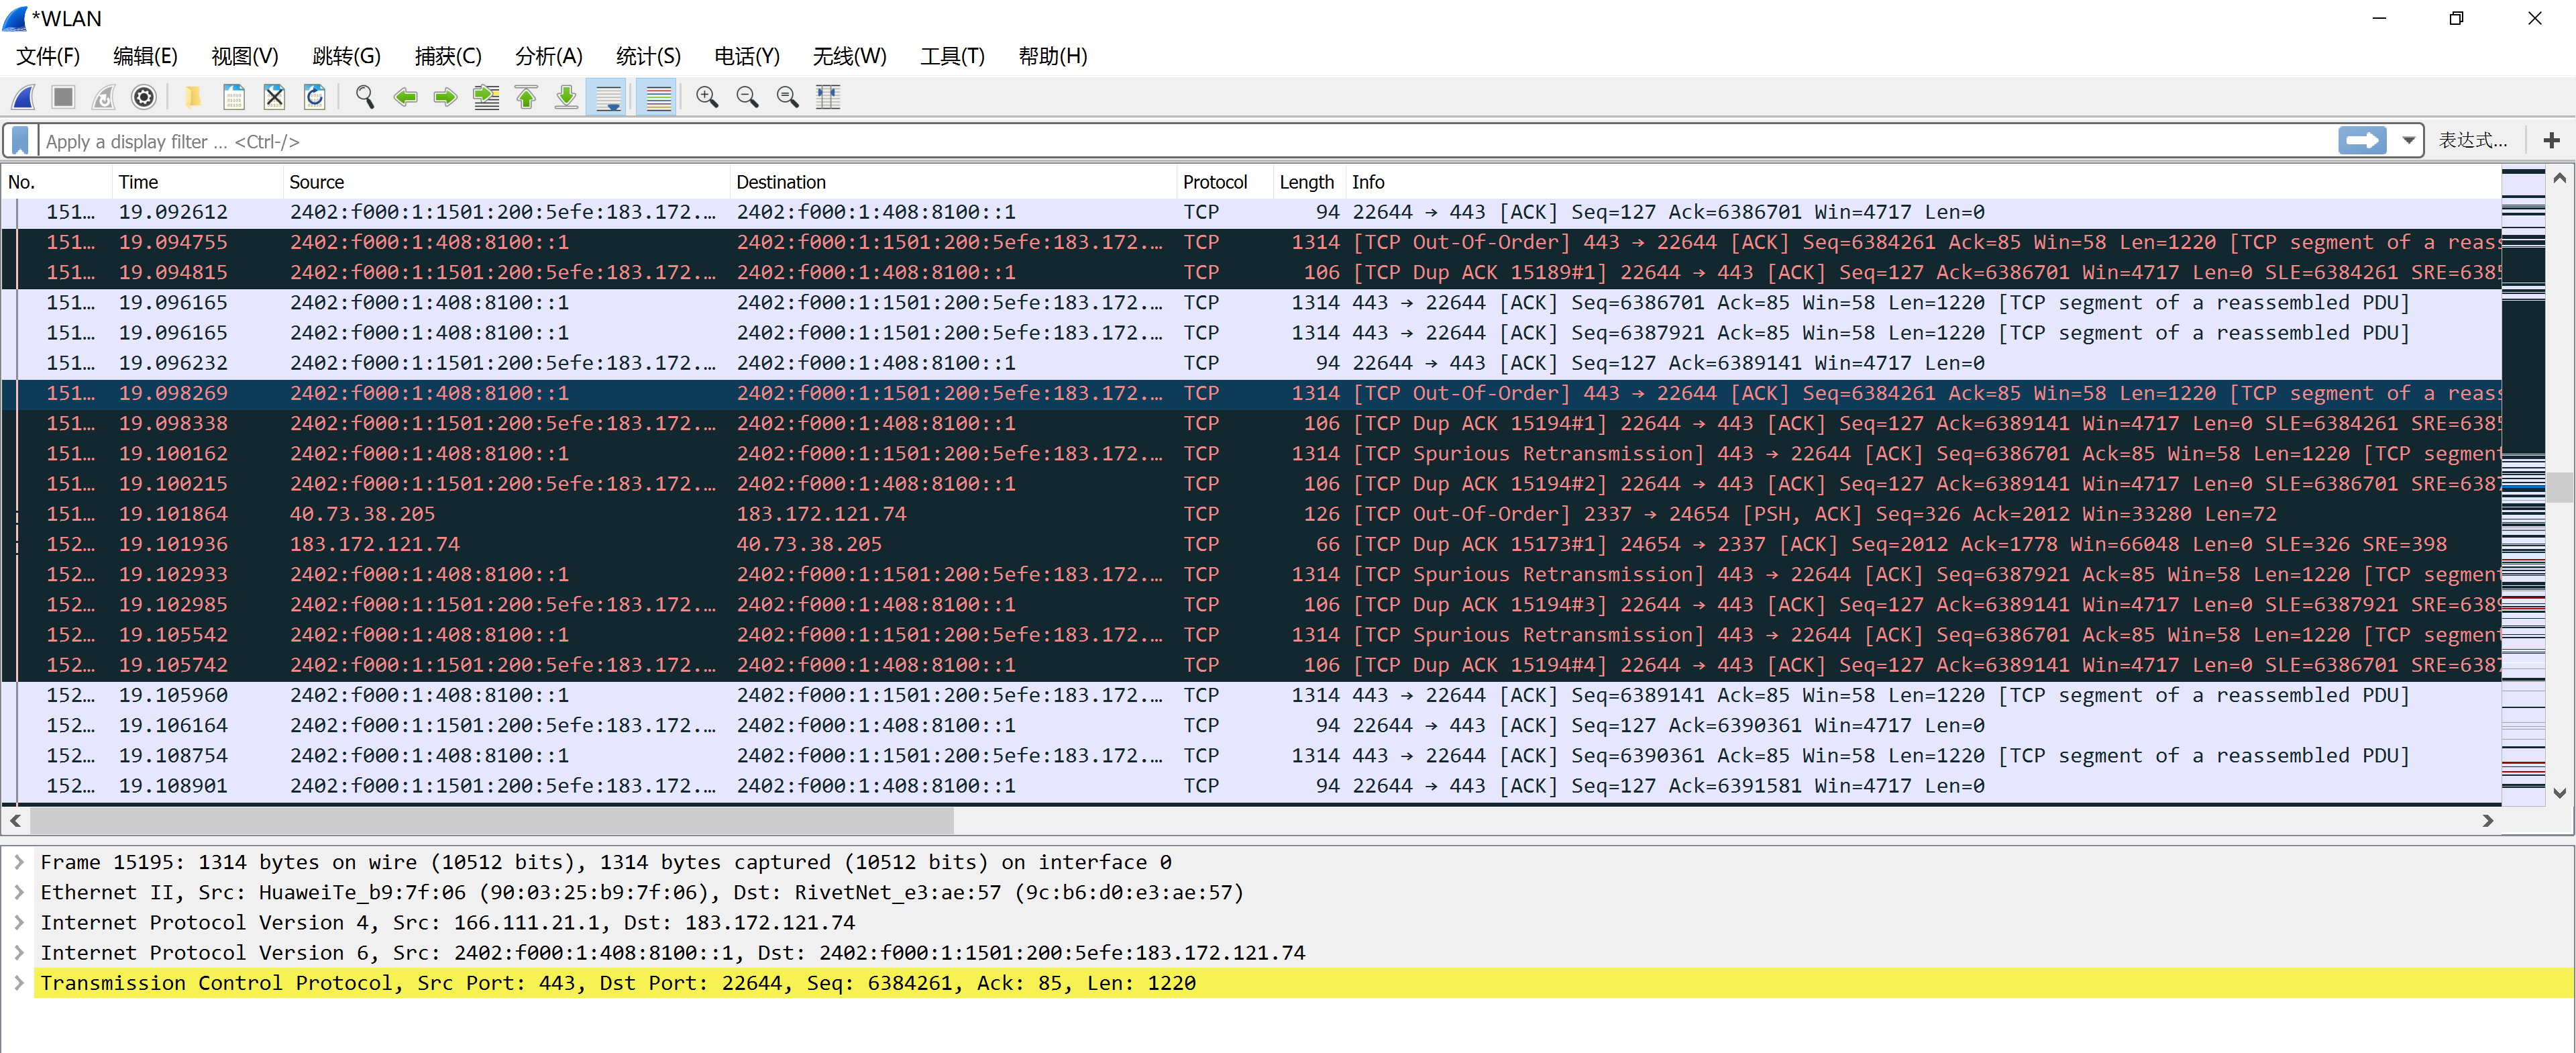 *WLAN
文件(F) 编辑(E) 视图(V) 跳转(G) 捕获(C) 分析(A) 统计(S) 电话(Y) 无线(W) 工具(T) 帮助(H)
Apply a display filter … <Ctrl-/> 表达式…
No. Time Source Destination Protocol Length Info
151… 19.092612 2402:f000:1:1501:200:5efe:183.172.… 2402:f000:1:408:8100::1 TCP 94 22644 → 443 [ACK] Seq=127 Ack=6386701 Win=4717 Len=0
151… 19.094755 2402:f000:1:408:8100::1 2402:f000:1:1501:200:5efe:183.172.… TCP 1314 [TCP Out-Of-Order] 443 → 22644 [ACK] Seq=6384261 Ack=85 Win=58 Len=1220 [TCP segment of a reass
151… 19.094815 2402:f000:1:1501:200:5efe:183.172.… 2402:f000:1:408:8100::1 TCP 106 [TCP Dup ACK 15189#1] 22644 → 443 [ACK] Seq=127 Ack=6386701 Win=4717 Len=0 SLE=6384261 SRE=6385
151… 19.096165 2402:f000:1:408:8100::1 2402:f000:1:1501:200:5efe:183.172.… TCP 1314 443 → 22644 [ACK] Seq=6386701 Ack=85 Win=58 Len=1220 [TCP segment of a reassembled PDU]
151… 19.096165 2402:f000:1:408:8100::1 2402:f000:1:1501:200:5efe:183.172.… TCP 1314 443 → 22644 [ACK] Seq=6387921 Ack=85 Win=58 Len=1220 [TCP segment of a reassembled PDU]
151… 19.096232 2402:f000:1:1501:200:5efe:183.172.… 2402:f000:1:408:8100::1 TCP 94 22644 → 443 [ACK] Seq=127 Ack=6389141 Win=4717 Len=0
151… 19.098269 2402:f000:1:408:8100::1 2402:f000:1:1501:200:5efe:183.172.… TCP 1314 [TCP Out-Of-Order] 443 → 22644 [ACK] Seq=6384261 Ack=85 Win=58 Len=1220 [TCP segment of a reass
151… 19.098338 2402:f000:1:1501:200:5efe:183.172.… 2402:f000:1:408:8100::1 TCP 106 [TCP Dup ACK 15194#1] 22644 → 443 [ACK] Seq=127 Ack=6389141 Win=4717 Len=0 SLE=6384261 SRE=6385
151… 19.100162 2402:f000:1:408:8100::1 2402:f000:1:1501:200:5efe:183.172.… TCP 1314 [TCP Spurious Retransmission] 443 → 22644 [ACK] Seq=6386701 Ack=85 Win=58 Len=1220 [TCP segment
151… 19.100215 2402:f000:1:1501:200:5efe:183.172.… 2402:f000:1:408:8100::1 TCP 106 [TCP Dup ACK 15194#2] 22644 → 443 [ACK] Seq=127 Ack=6389141 Win=4717 Len=0 SLE=6386701 SRE=6387
151… 19.101864 40.73.38.205 183.172.121.74 TCP 126 [TCP Out-Of-Order] 2337 → 24654 [PSH, ACK] Seq=326 Ack=2012 Win=33280 Len=72
152… 19.101936 183.172.121.74 40.73.38.205 TCP 66 [TCP Dup ACK 15173#1] 24654 → 2337 [ACK] Seq=2012 Ack=1778 Win=66048 Len=0 SLE=326 SRE=398
152… 19.102933 2402:f000:1:408:8100::1 2402:f000:1:1501:200:5efe:183.172.… TCP 1314 [TCP Spurious Retransmission] 443 → 22644 [ACK] Seq=6387921 Ack=85 Win=58 Len=1220 [TCP segment
152… 19.102985 2402:f000:1:1501:200:5efe:183.172.… 2402:f000:1:408:8100::1 TCP 106 [TCP Dup ACK 15194#3] 22644 → 443 [ACK] Seq=127 Ack=6389141 Win=4717 Len=0 SLE=6387921 SRE=6389
152… 19.105542 2402:f000:1:408:8100::1 2402:f000:1:1501:200:5efe:183.172.… TCP 1314 [TCP Spurious Retransmission] 443 → 22644 [ACK] Seq=6386701 Ack=85 Win=58 Len=1220 [TCP segment
152… 19.105742 2402:f000:1:1501:200:5efe:183.172.… 2402:f000:1:408:8100::1 TCP 106 [TCP Dup ACK 15194#4] 22644 → 443 [ACK] Seq=127 Ack=6389141 Win=4717 Len=0 SLE=6386701 SRE=6387
152… 19.105960 2402:f000:1:408:8100::1 2402:f000:1:1501:200:5efe:183.172.… TCP 1314 443 → 22644 [ACK] Seq=6389141 Ack=85 Win=58 Len=1220 [TCP segment of a reassembled PDU]
152… 19.106164 2402:f000:1:1501:200:5efe:183.172.… 2402:f000:1:408:8100::1 TCP 94 22644 → 443 [ACK] Seq=127 Ack=6390361 Win=4717 Len=0
152… 19.108754 2402:f000:1:408:8100::1 2402:f000:1:1501:200:5efe:183.172.… TCP 1314 443 → 22644 [ACK] Seq=6390361 Ack=85 Win=58 Len=1220 [TCP segment of a reassembled PDU]
152… 19.108901 2402:f000:1:1501:200:5efe:183.172.… 2402:f000:1:408:8100::1 TCP 94 22644 → 443 [ACK] Seq=127 Ack=6391581 Win=4717 Len=0
Frame 15195: 1314 bytes on wire (10512 bits), 1314 bytes captured (10512 bits) on interface 0
Ethernet II, Src: HuaweiTe_b9:7f:06 (90:03:25:b9:7f:06), Dst: RivetNet_e3:ae:57 (9c:b6:d0:e3:ae:57)
Internet Protocol Version 4, Src: 166.111.21.1, Dst: 183.172.121.74
Internet Protocol Version 6, Src: 2402:f000:1:408:8100::1, Dst: 2402:f000:1:1501:200:5efe:183.172.121.74
Transmission Control Protocol, Src Port: 443, Dst Port: 22644, Seq: 6384261, Ack: 85, Len: 1220